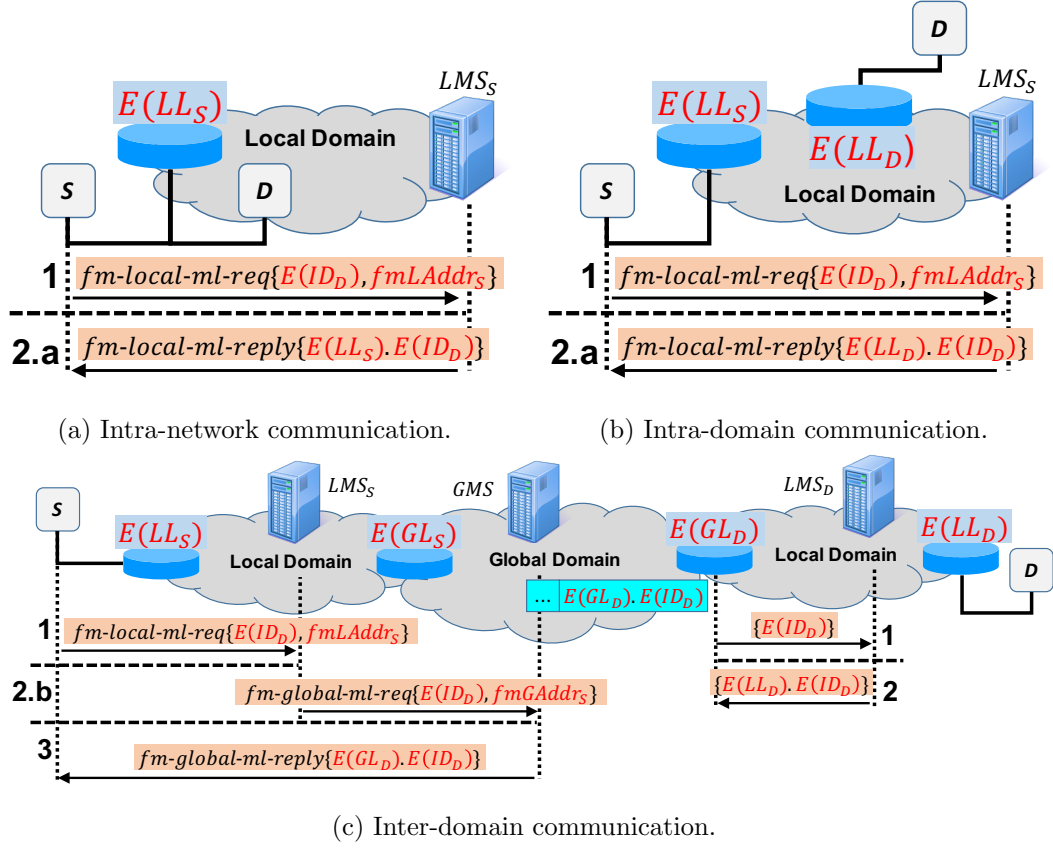 D
LMS_S
E(LL_S)
Local Domain
S
D
1 fm-local-ml-req{E(ID_D), fmLAddr_S}
2.a fm-local-ml-reply{E(LL_S).E(ID_D)}
(a) Intra-network communication.
LMS_S
E(LL_S)
E(LL_D)
S
Local Domain
1 fm-local-ml-req{E(ID_D), fmLAddr_S}
2.a fm-local-ml-reply{E(LL_D).E(ID_D)}
(b) Intra-domain communication.
LMS_S
GMS
LMS_D
S
E(LL_S)
Local Domain
E(GL_S)
Global Domain
E(GL_D)
Local Domain
E(LL_D)
D
... E(GL_D).E(ID_D)
1 fm-local-ml-req{E(ID_D), fmLAddr_S}
{E(ID_D)} 1
2.b fm-global-ml-req{E(ID_D), fmGAddr_S}
{E(LL_D).E(ID_D)} 2
3 fm-global-ml-reply{E(GL_D).E(ID_D)}
(c) Inter-domain communication.